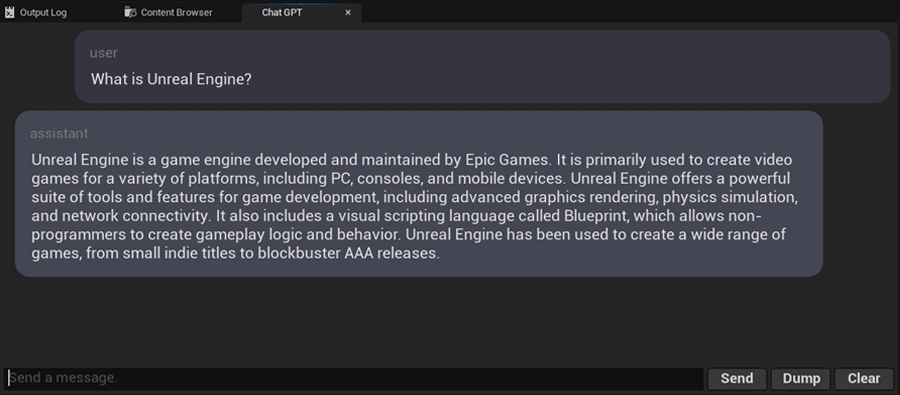 Output Log
Content Browser
Chat GPT
×
user
What is Unreal Engine?
assistant
Unreal Engine is a game engine developed and maintained by Epic Games. It is primarily used to create video
games for a variety of platforms, including PC, consoles, and mobile devices. Unreal Engine offers a powerful
suite of tools and features for game development, including advanced graphics rendering, physics simulation,
and network connectivity. It also includes a visual scripting language called Blueprint, which allows non-
programmers to create gameplay logic and behavior. Unreal Engine has been used to create a wide range of
games, from small indie titles to blockbuster AAA releases.
Send a message.
Send
Dump
Clear